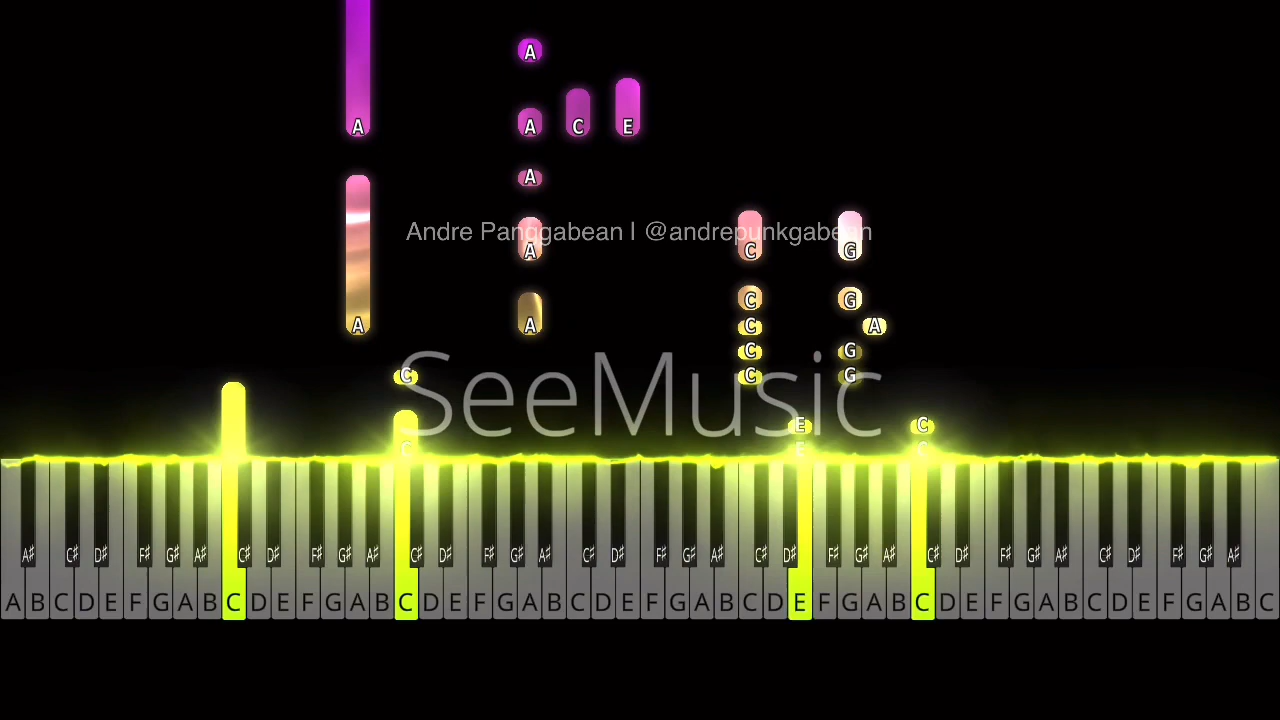 A
A
A A C E
A
Andre Panggabean | @andrepunkgabean
A C G
C G
A A C A
C G
SeeMusic
C C G
E C
C E C
A♯ C♯ D♯ F♯ G♯ A♯ C♯ D♯ F♯ G♯ A♯ C♯ D♯ F♯ G♯ A♯ C♯ D♯ F♯ G♯ A♯ C♯ D♯ F♯ G♯ A♯ C♯ D♯ F♯ G♯ A♯ C♯ D♯ F♯ G♯ A♯
A B C D E F G A B C D E F G A B C D E F G A B C D E F G A B C D E F G A B C D E F G A B C D E F G A B C